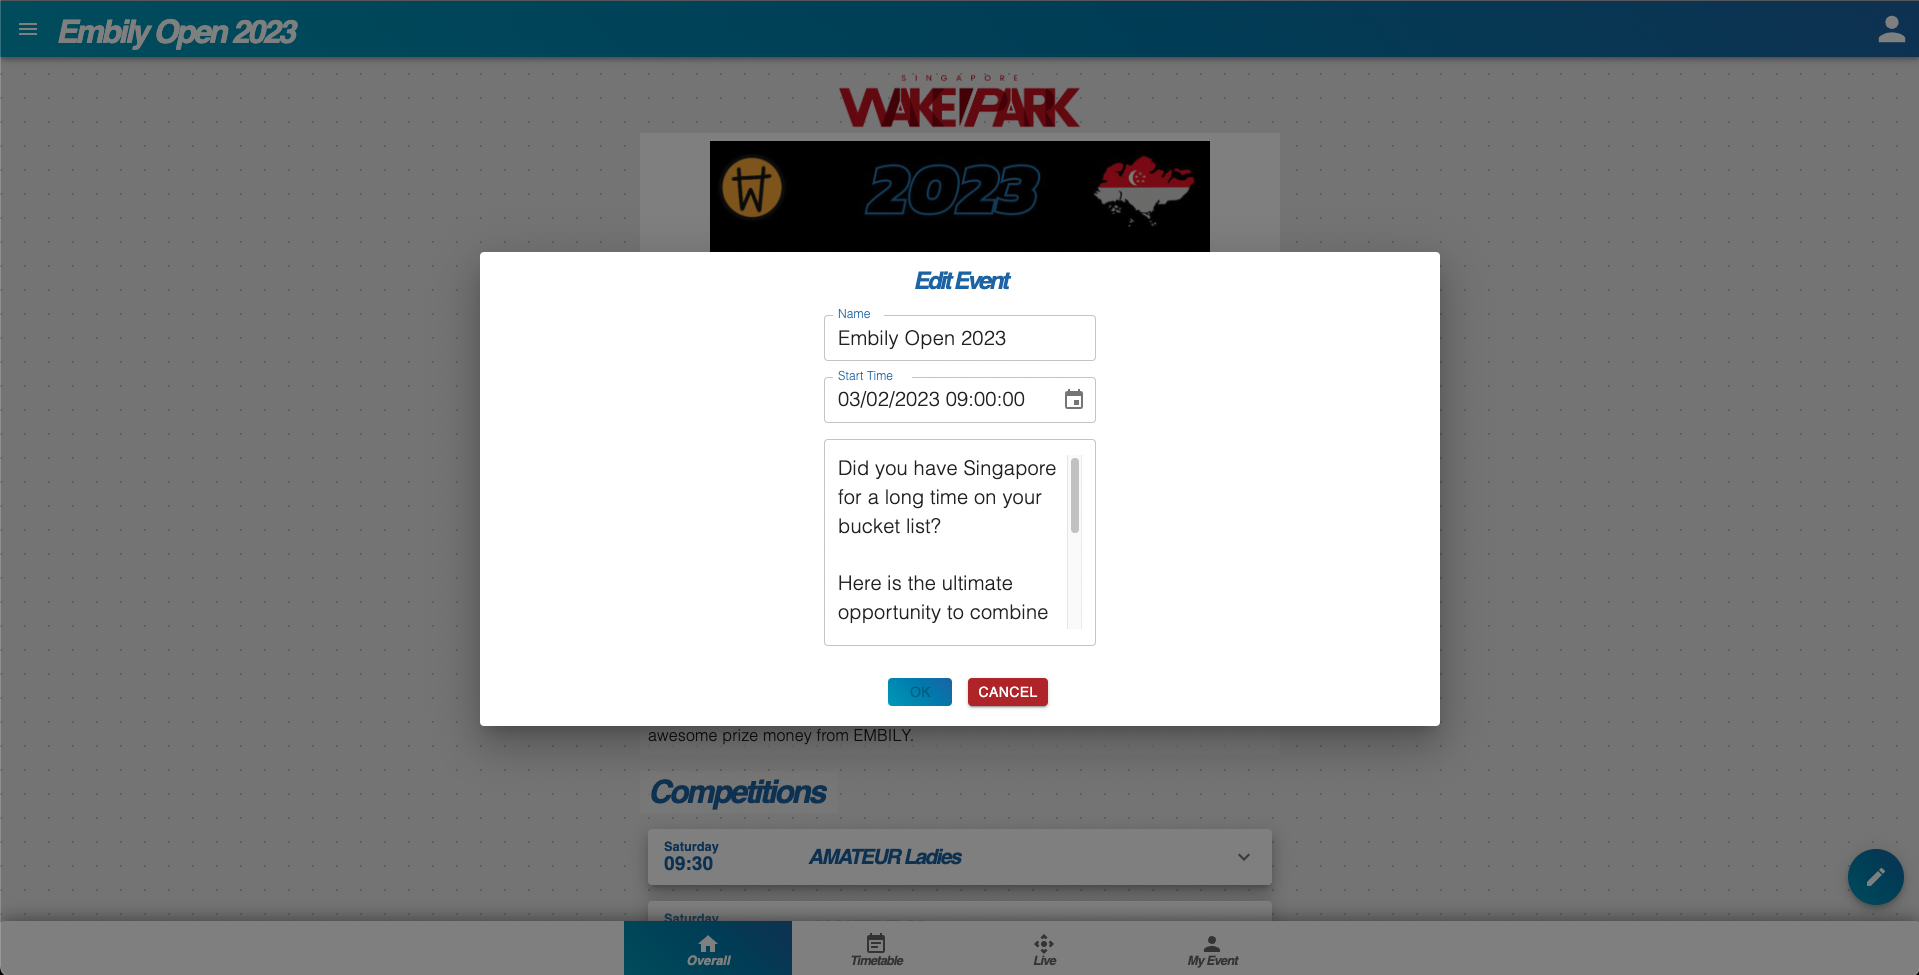 Embily Open 2023
SINGAPORE
WAKE PARK
2023
Edit Event
Name
Embily Open 2023
Start Time
03/02/2023 09:00:00
Did you have Singapore
for a long time on your
bucket list?
Here is the ultimate
opportunity to combine
OK
CANCEL
awesome prize money from EMBILY.
Competitions
Saturday
09:30
AMATEUR Ladies
Saturday
Overall
Timetable
Live
My Event